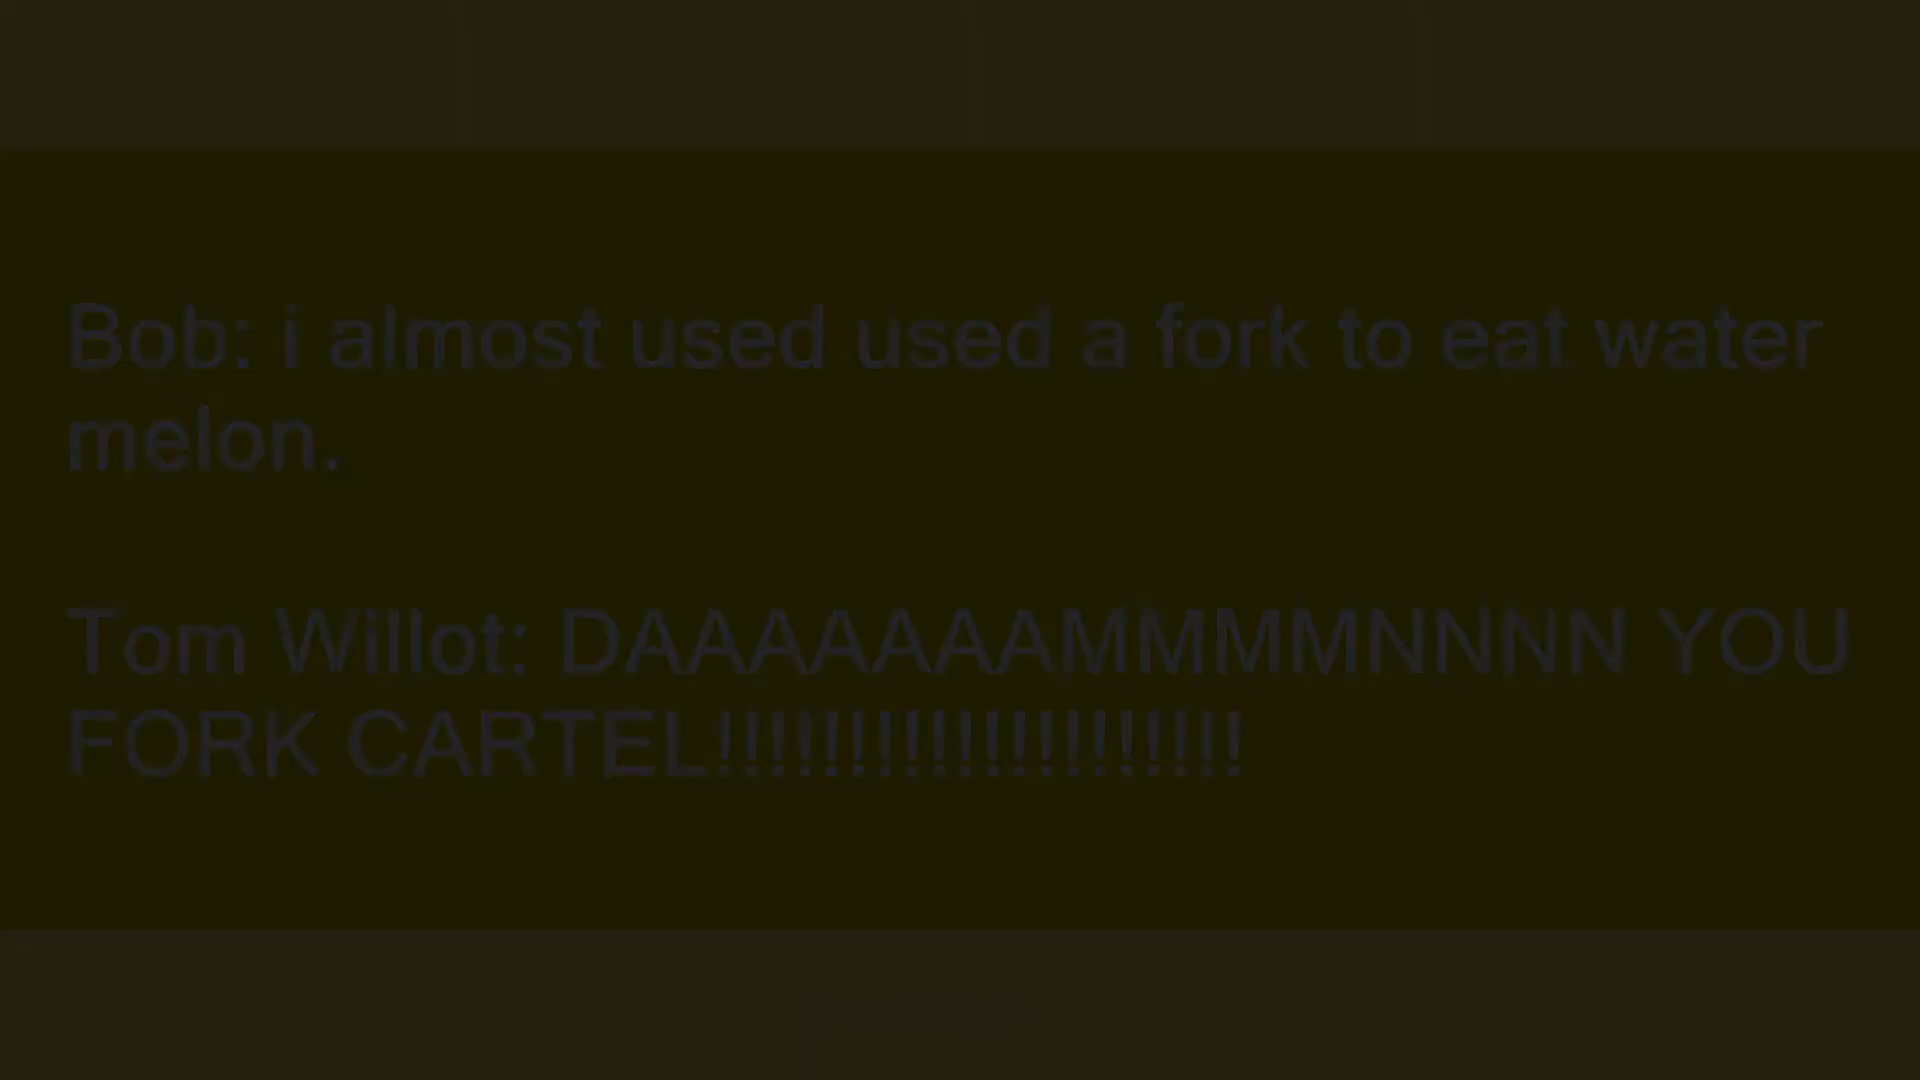 Bob: i almost used used a fork to eat water
melon.
Tom Willot: DAAAAAAAMMMMNNNN YOU
FORK CARTEL!!!!!!!!!!!!!!!!!!!!